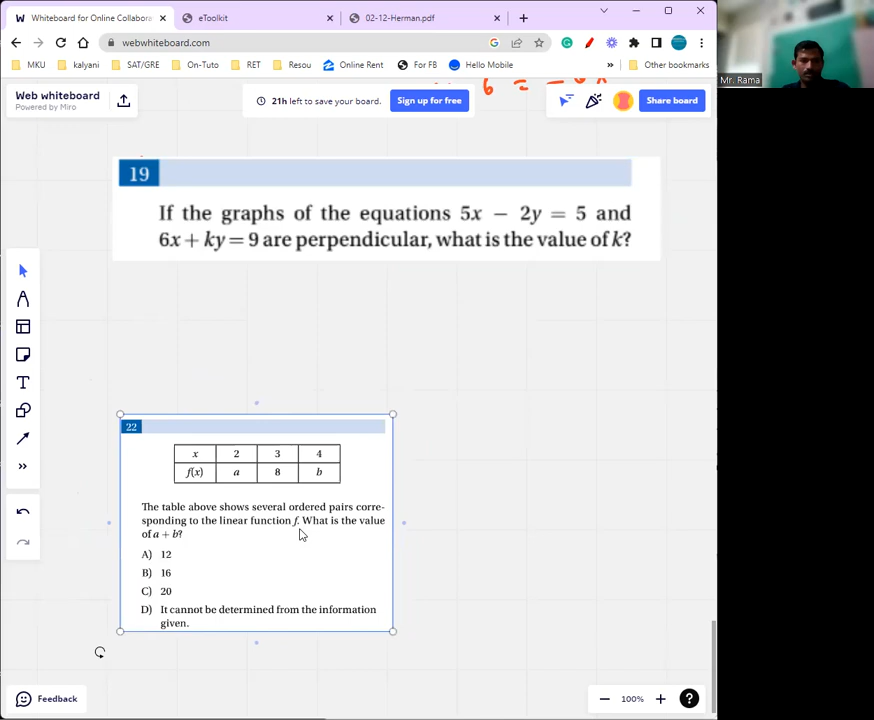 Whiteboard for Online Collabora
eToolkit
02-12-Herman.pdf
webwhiteboard.com
MKU
kalyani
SAT/GRE
On-Tuto
RET
Resou
Online Rent
For FB
Hello Mobile
»
Other bookmarks
Mr. Rama
Web whiteboard
Powered by Miro
21h left to save your board.
Sign up for free
6 =
Share board
19
If the graphs of the equations 5x − 2y = 5 and
6x + ky = 9 are perpendicular, what is the value of k?
22
x 2 3 4
f(x) a 8 b
The table above shows several ordered pairs corre-
sponding to the linear function f. What is the value
of a + b?
A) 12
B) 16
C) 20
D) It cannot be determined from the information
given.
Feedback
− 100% + ?